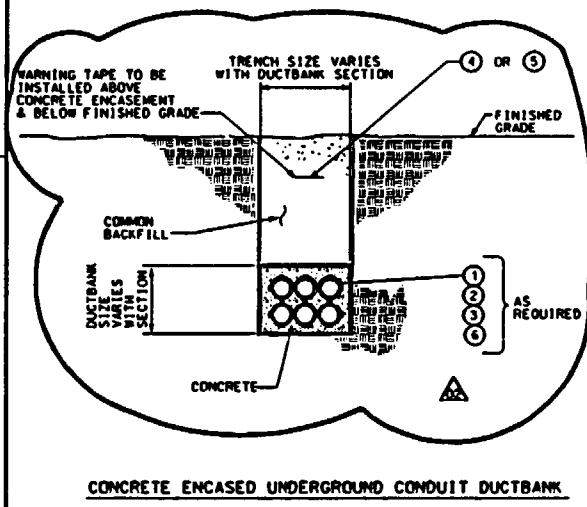 TRENCH SIZE VARIES
WITH DUCTBANK SECTION
4 OR 5
WARNING TAPE TO BE
INSTALLED ABOVE
CONCRETE ENCASEMENT
& BELOW FINISHED GRADE
FINISHED
GRADE
COMMON
BACKFILL
DUCTBANK
SIZE
VARIES
WITH
SECTION
1
2
3
6
AS
REQUIRED
CONCRETE
02
CONCRETE ENCASED UNDERGROUND CONDUIT DUCTBANK